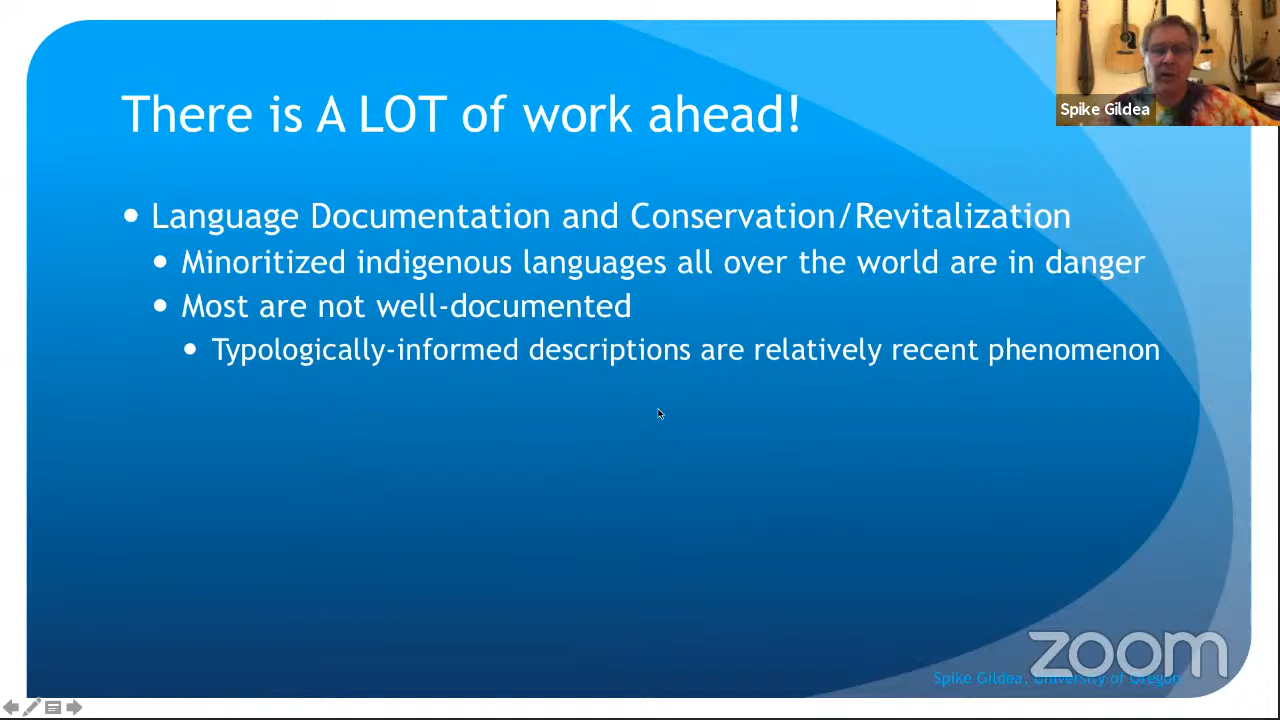 There is A LOT of work ahead!
Spike Gildea
Language Documentation and Conservation/Revitalization
Minoritized indigenous languages all over the world are in danger
Most are not well-documented
Typologically-informed descriptions are relatively recent phenomenon
zoom
Spike Gildea, University of Oregon